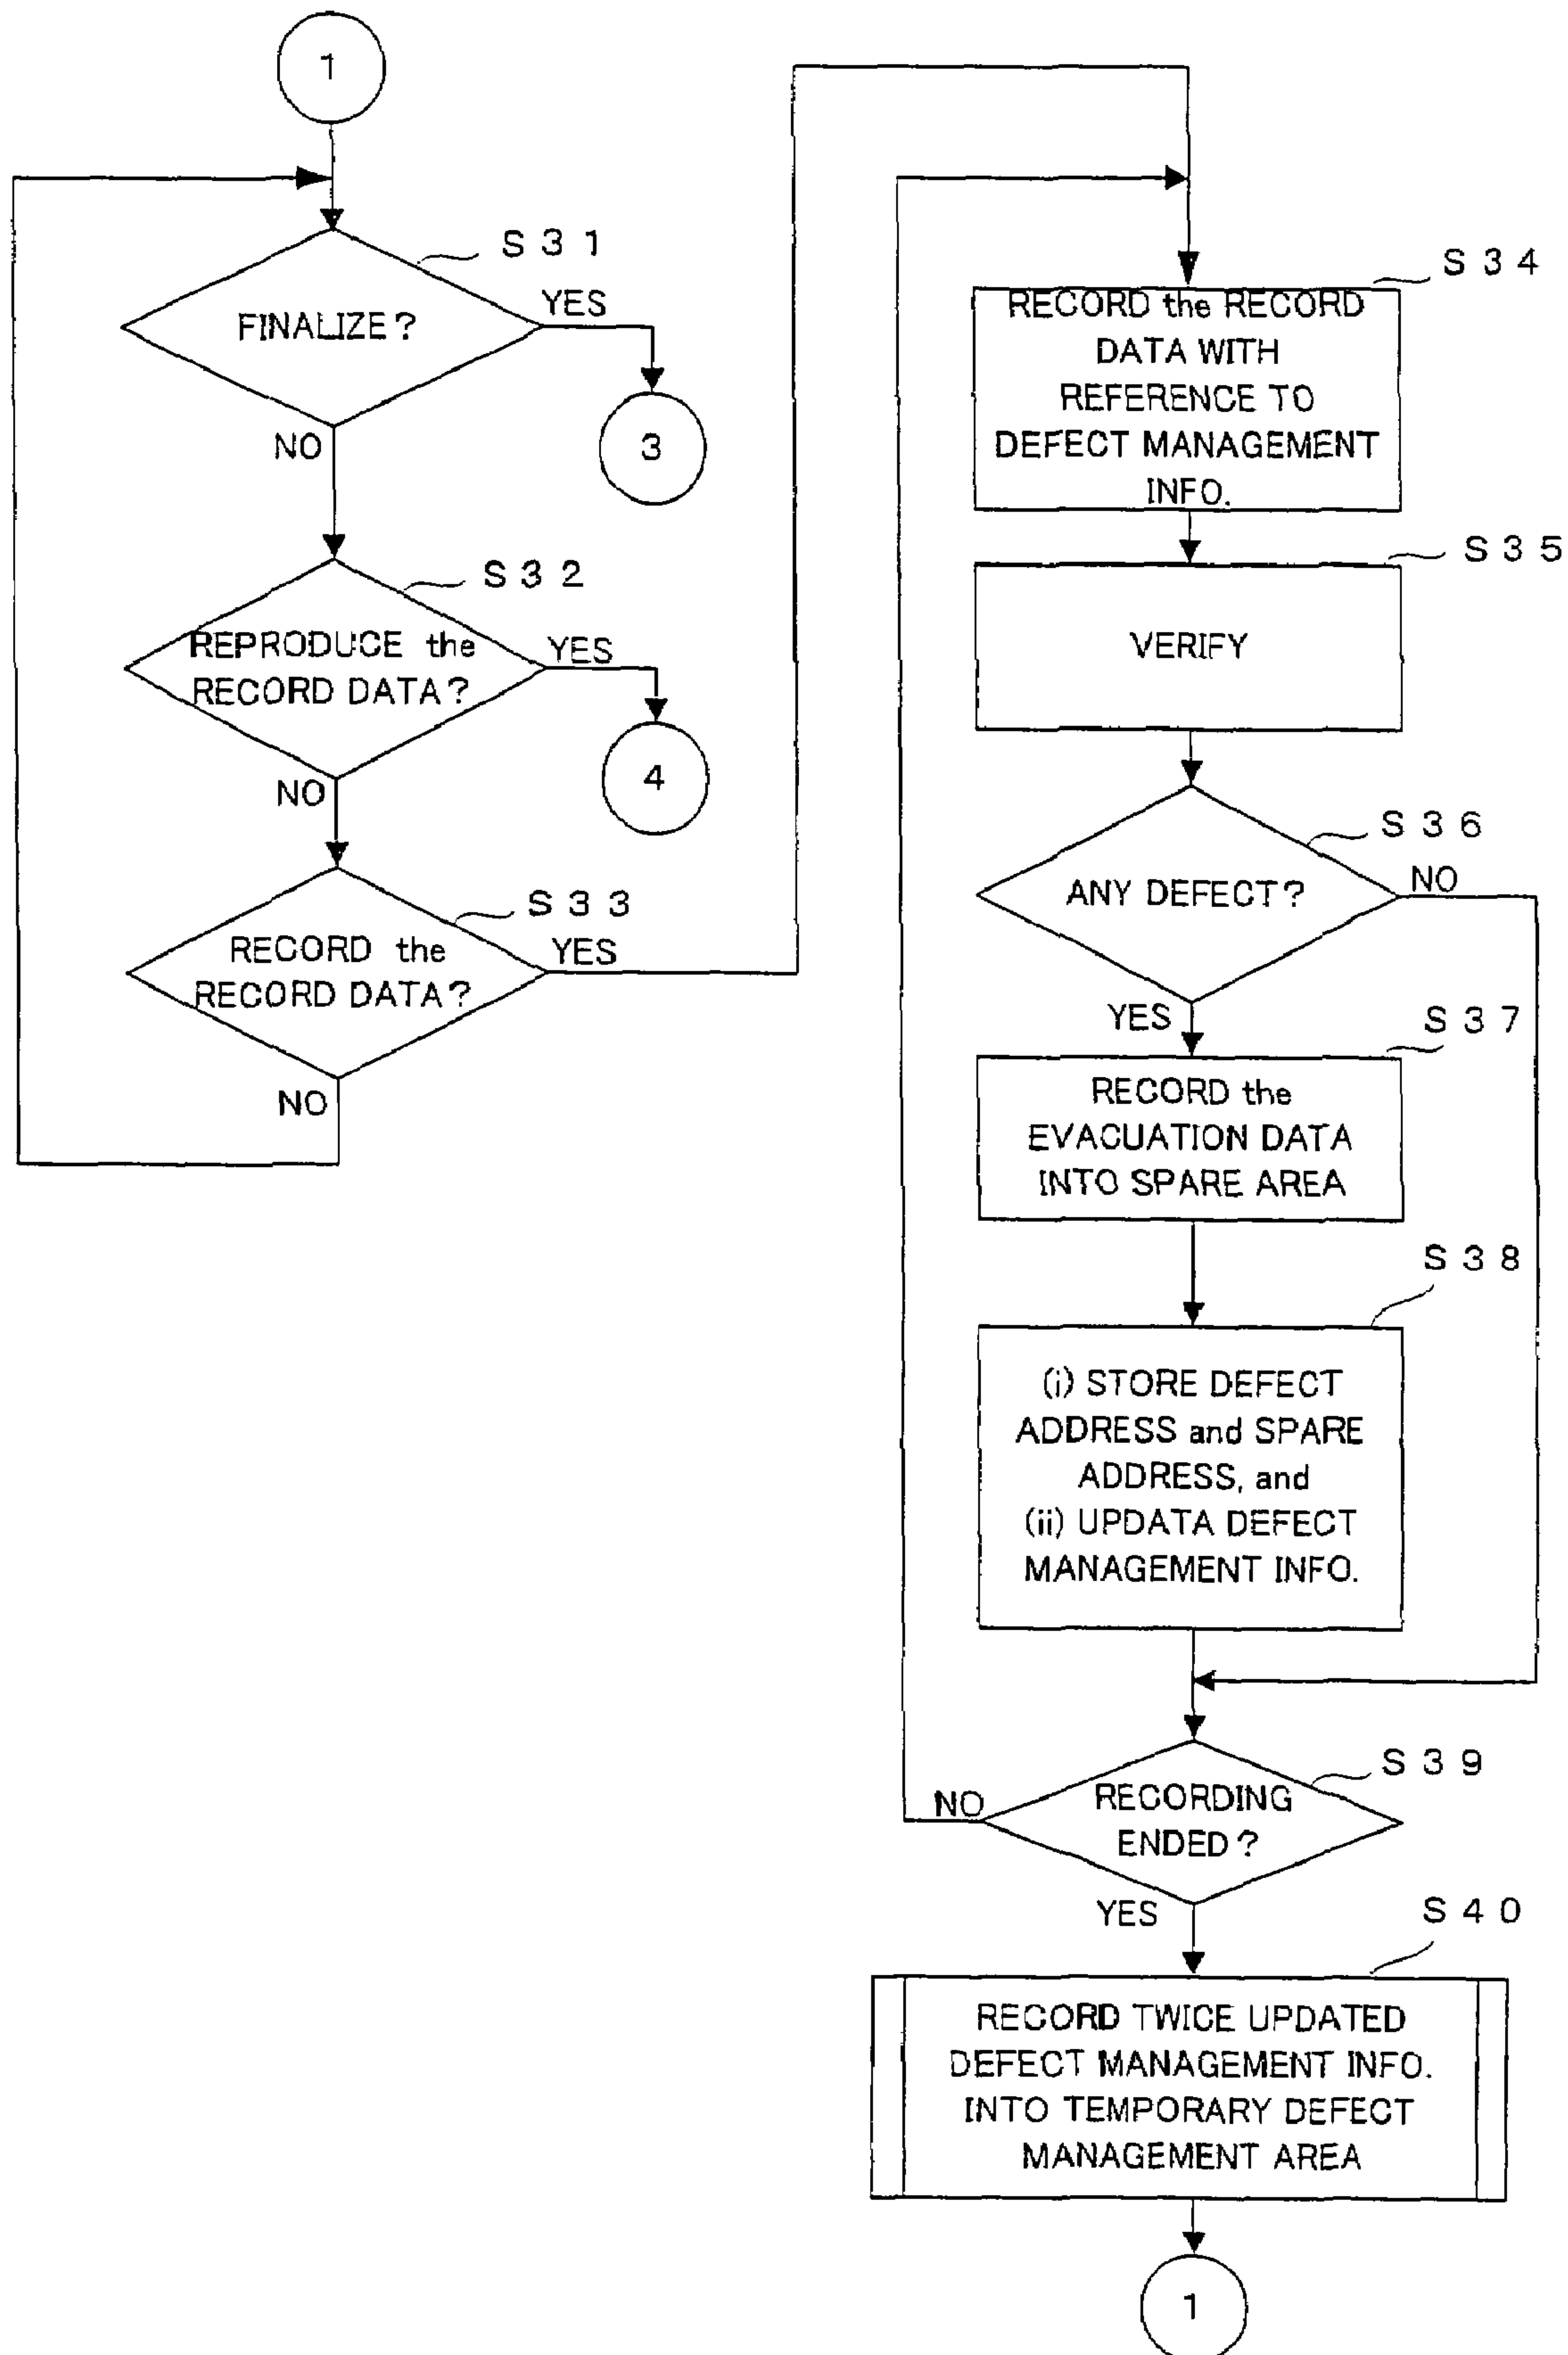 1
S31
FINALIZE?
YES
3
NO
S32
REPRODUCE the
RECORD DATA?
YES
4
NO
S33
RECORD the
RECORD DATA?
YES
NO
S34
RECORD the RECORD
DATA WITH
REFERENCE TO
DEFECT MANAGEMENT
INFO.
S35
VERIFY
S36
ANY DEFECT?
NO
YES
S37
RECORD the
EVACUATION DATA
INTO SPARE AREA
S38
(i) STORE DEFECT
ADDRESS and SPARE
ADDRESS, and
(ii) UPDATA DEFECT
MANAGEMENT INFO.
S39
RECORDING
ENDED?
NO
YES
S40
RECORD TWICE UPDATED
DEFECT MANAGEMENT INFO.
INTO TEMPORARY DEFECT
MANAGEMENT AREA
1